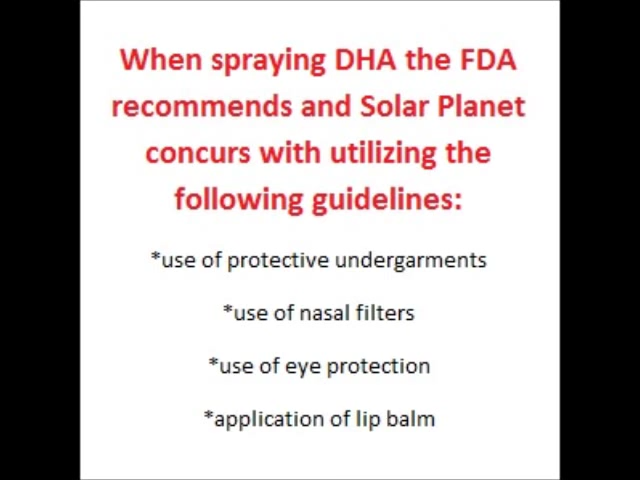 When spraying DHA the FDA
recommends and Solar Planet
concurs with utilizing the
following guidelines:
*use of protective undergarments
*use of nasal filters
*use of eye protection
*application of lip balm